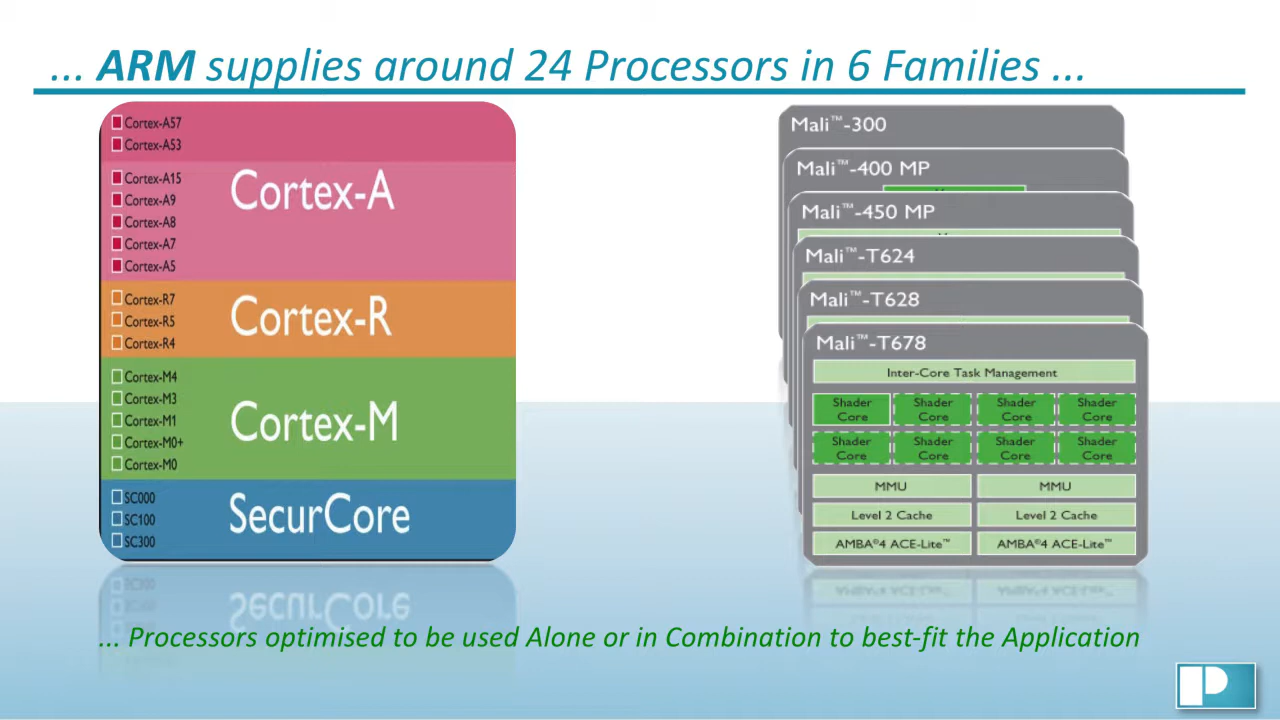 ... ARM supplies around 24 Processors in 6 Families ...
Cortex-A57
Cortex-A53
Cortex-A15
Cortex-A9
Cortex-A8
Cortex-A7
Cortex-A5
Cortex-A
Cortex-R7
Cortex-R5
Cortex-R4
Cortex-R
Cortex-M4
Cortex-M3
Cortex-M1
Cortex-M0+
Cortex-M0
Cortex-M
SC000
SC100
SC300
SecurCore
Mali™-300
Mali™-400 MP
Mali™-450 MP
Mali™-T624
Mali™-T628
Mali™-T678
Inter-Core Task Management
Shader Shader Shader Shader
Core Core Core Core
Shader Shader Shader Shader
Core Core Core Core
MMU MMU
Level 2 Cache Level 2 Cache
AMBA®4 ACE-Lite™ AMBA®4 ACE-Lite™
... Processors optimised to be used Alone or in Combination to best-fit the Application